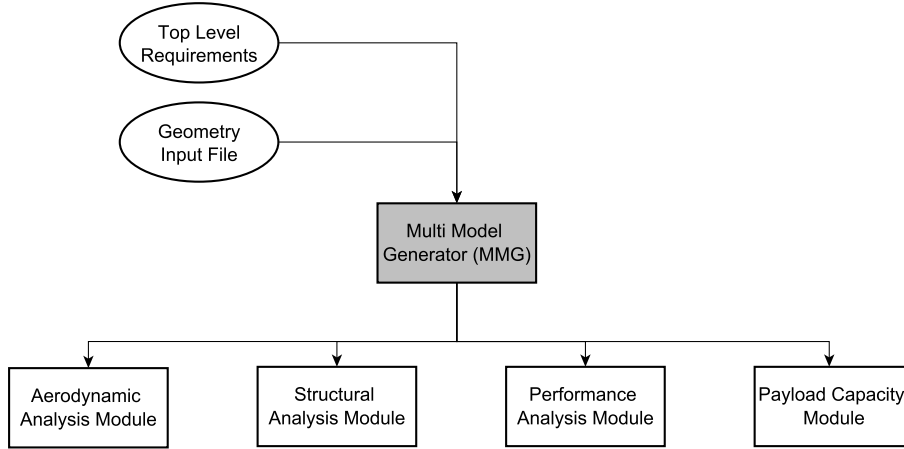 Top Level
Requirements
Geometry
Input File
Multi Model
Generator (MMG)
Aerodynamic
Analysis Module
Structural
Analysis Module
Performance
Analysis Module
Payload Capacity
Module